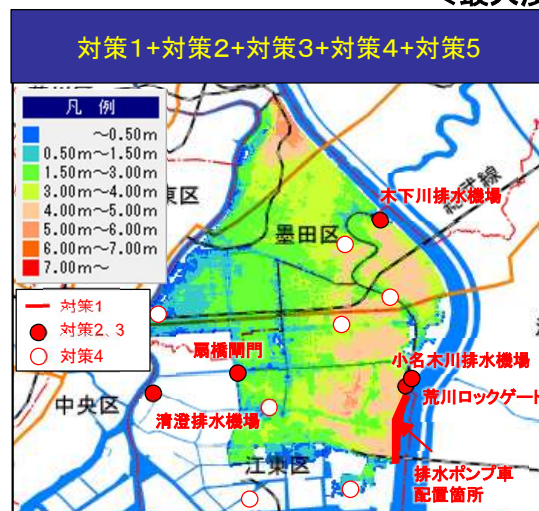 対策1+対策2+対策3+対策4+対策5
凡 例
～0.50m
0.50m～1.50m
1.50m～3.00m
3.00m～4.00m
4.00m～5.00m
5.00m～6.00m
6.00m～7.00m
7.00m～
対策1
対策2、3
対策4
総武線
木下川排水機場
墨田区
扇橋閘門
小名木川排水機場
荒川ロックゲート
中央区
清澄排水機場
江東区
排水ポンプ車
配置箇所